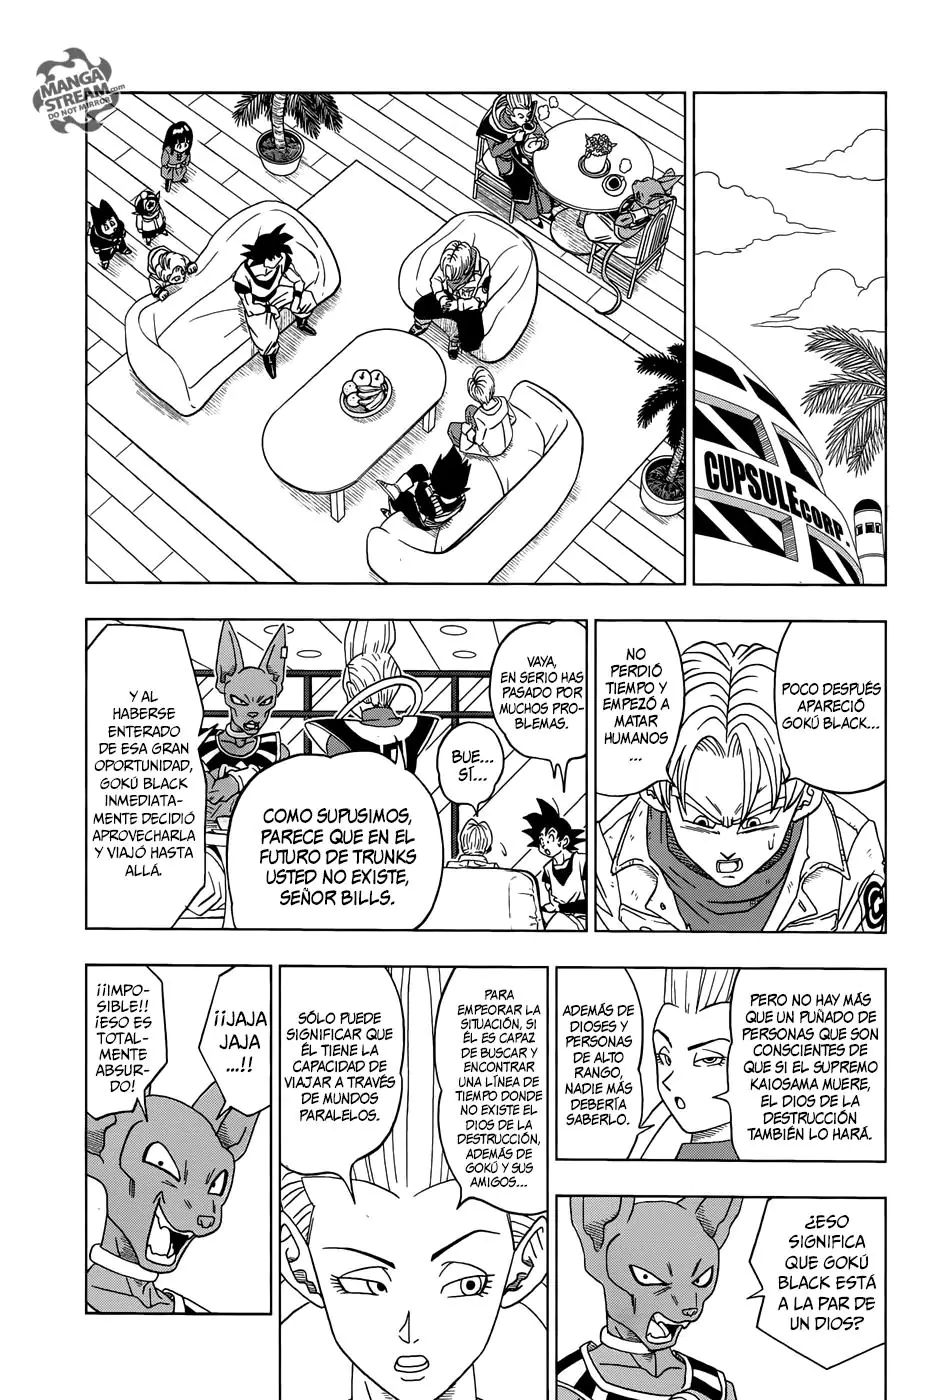 MANGA
STREAM.com
DO NOT MIRROR
CUPSULE CORP.
POCO DESPUÉS
APARECIÓ
GOKÚ BLACK...
NO
PERDIÓ
TIEMPO Y
EMPEZÓ A
MATAR
HUMANOS
...
VAYA,
EN SERIO HAS
PASADO POR
MUCHOS PRO-
BLEMAS.
BUE...
SÍ...
COMO SUPUSIMOS,
PARECE QUE EN EL
FUTURO DE TRUNKS
USTED NO EXISTE,
SEÑOR BILLS.
Y AL
HABERSE
ENTERADO
DE ESA GRAN
OPORTUNIDAD,
GOKÚ BLACK
INMEDIATA-
MENTE DECIDIÓ
APROVECHARLA
Y VIAJÓ HASTA
ALLÁ.
PERO NO HAY MÁS
QUE UN PUÑADO DE
PERSONAS QUE SON
CONSCIENTES DE
QUE SI EL SUPREMO
KAIOSAMA MUERE,
EL DIOS DE LA
DESTRUCCIÓN
TAMBIÉN LO HARÁ.
ADEMÁS DE
DIOSES Y
PERSONAS
DE ALTO
RANGO,
NADIE MÁS
DEBERÍA
SABERLO.
¿ESO
SIGNIFICA
QUE GOKÚ
BLACK ESTÁ
A LA PAR DE
UN DIOS?
PARA
EMPEORAR LA
SITUACIÓN, SI
ÉL ES CAPAZ
DE BUSCAR Y
ENCONTRAR
UNA LÍNEA DE
TIEMPO DONDE
NO EXISTE EL
DIOS DE LA
DESTRUCCIÓN,
ADEMÁS DE
GOKÚ Y SUS
AMIGOS...
SÓLO PUEDE
SIGNIFICAR QUE
ÉL TIENE LA
CAPACIDAD DE
VIAJAR A TRAVÉS
DE MUNDOS
PARALELOS.
¡¡JAJA
JAJA
...!!
¡¡IMPO-
SIBLE!!
¡ESO ES
TOTAL-
MENTE
ABSUR-
DO!